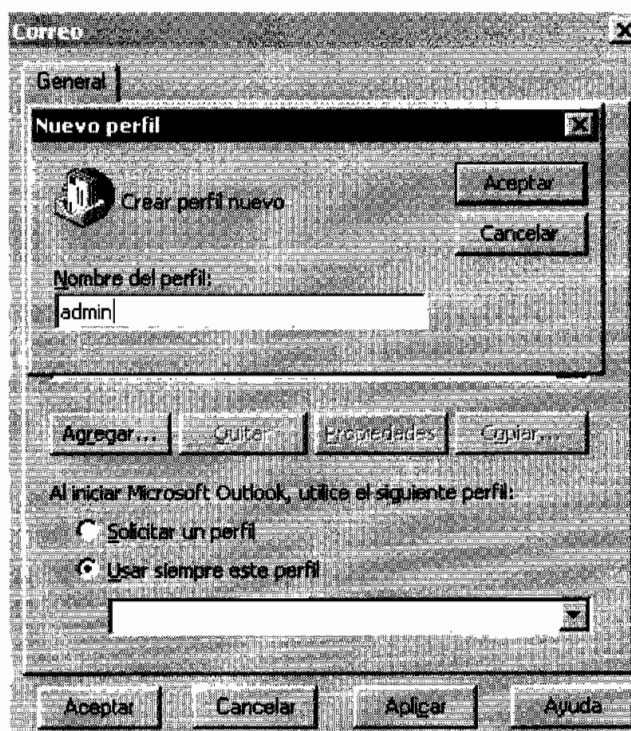 Correo
General
Nuevo perfil
Crear perfil nuevo
Aceptar
Cancelar
Nombre del perfil:
admin
Agregar... Quitar Propiedades Copiar...
Al iniciar Microsoft Outlook, utilice el siguiente perfil:
Solicitar un perfil
Usar siempre este perfil
Aceptar Cancelar Aplicar Ayuda